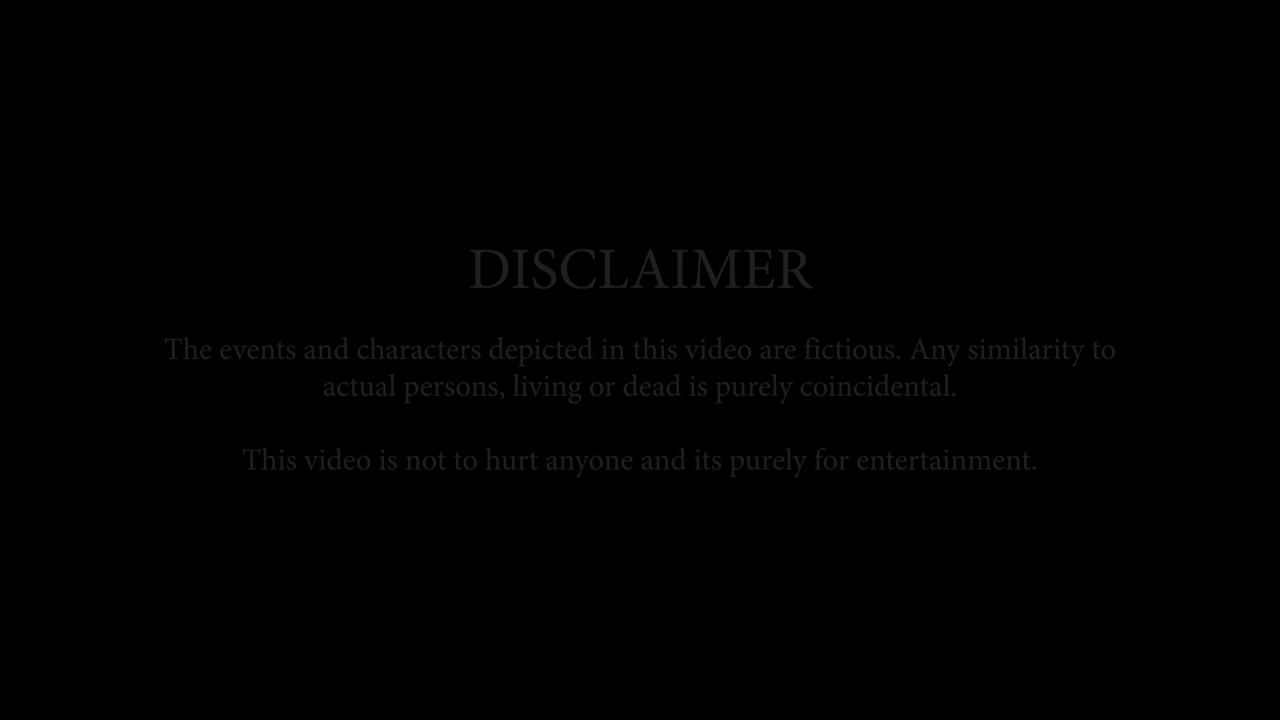 DISCLAIMER
The events and characters depicted in this video are fictious. Any similarity to
actual persons, living or dead is purely coincidental.
This video is not to hurt anyone and its purely for entertainment.